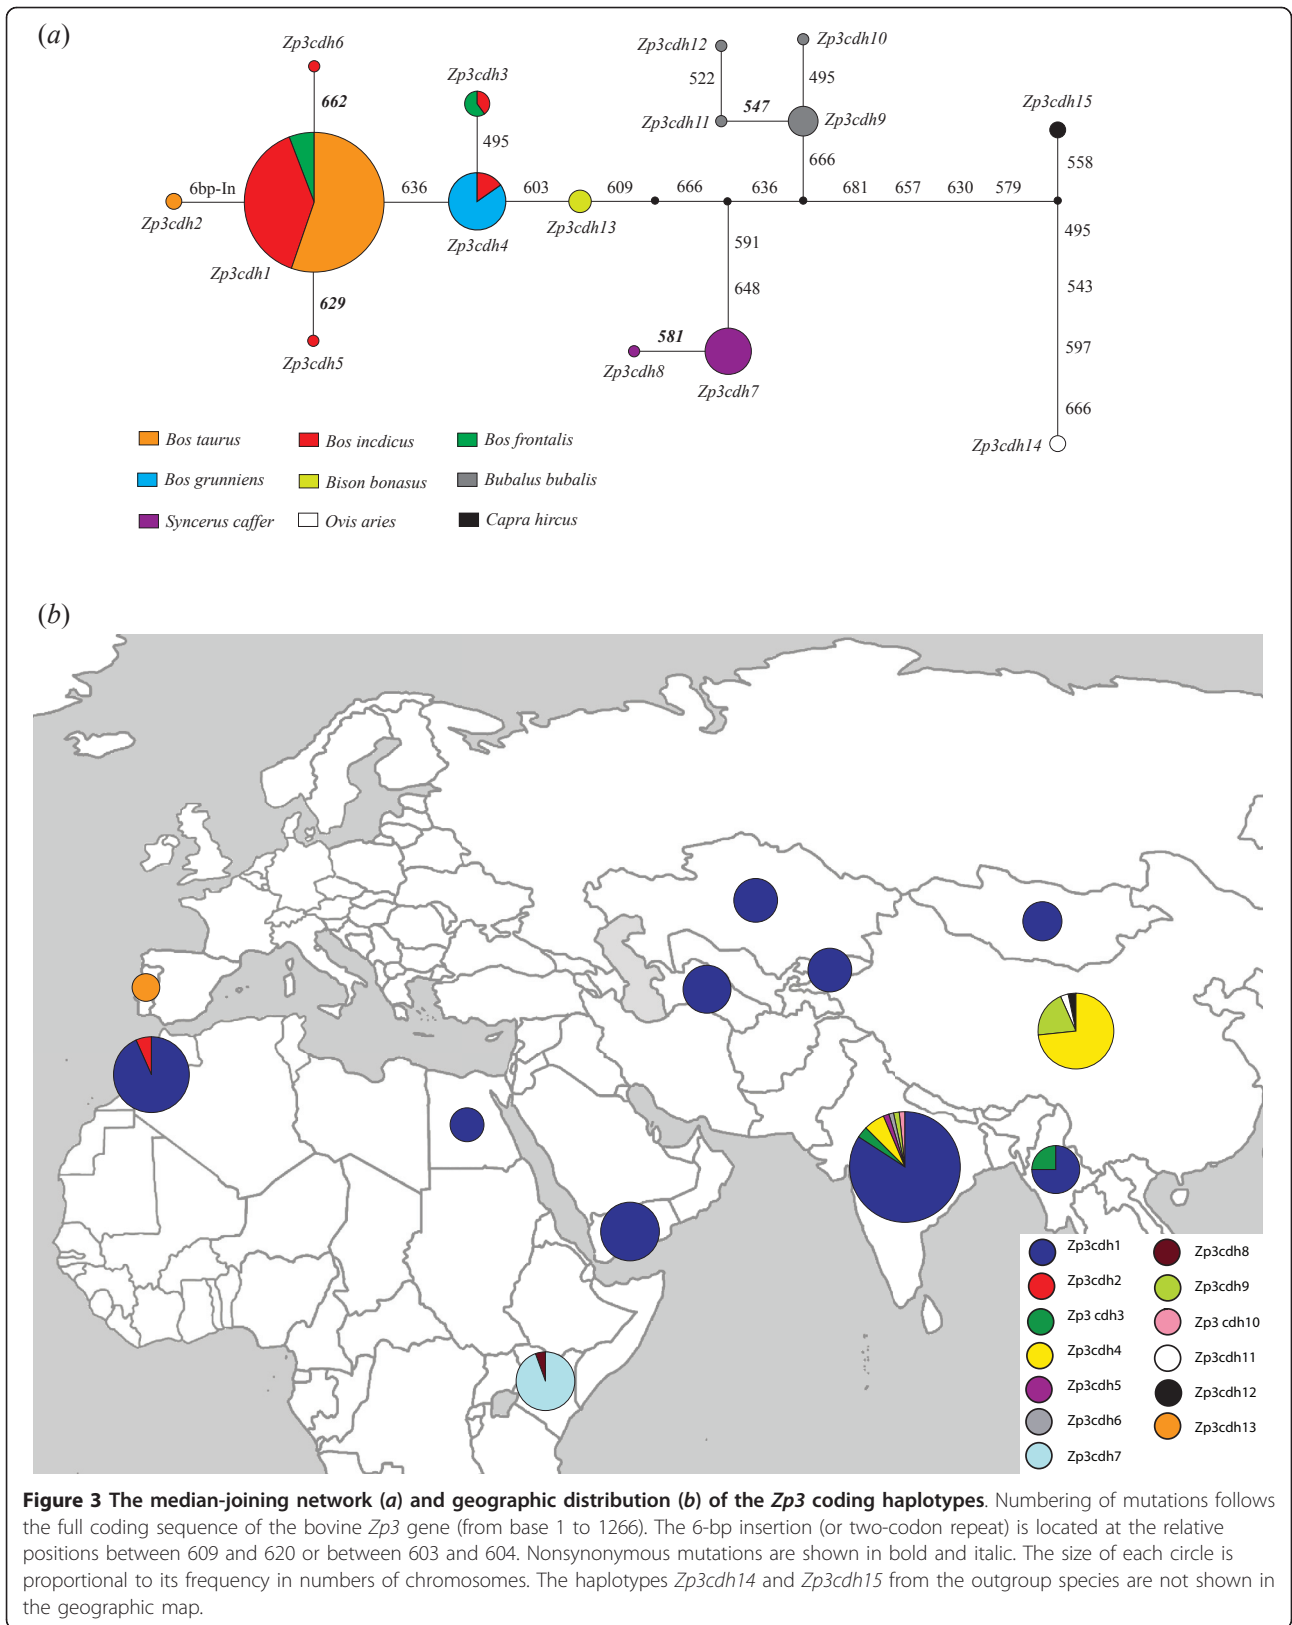 (a)
Zp3cdh6
662
Zp3cdh3
495
6bp-In
Zp3cdh2
Zp3cdh1
636
Zp3cdh4
603
Zp3cdh13
609
666
636
681
657
630
579
629
Zp3cdh5
Zp3cdh12
522
Zp3cdh11
547
Zp3cdh10
495
Zp3cdh9
666
591
648
581
Zp3cdh8
Zp3cdh7
Zp3cdh15
558
495
543
597
666
Zp3cdh14
Bos taurus
Bos incdicus
Bos frontalis
Bos grunniens
Bison bonasus
Bubalus bubalis
Syncerus caffer
Ovis aries
Capra hircus
(b)
Zp3cdh1
Zp3cdh2
Zp3 cdh3
Zp3cdh4
Zp3cdh5
Zp3cdh6
Zp3cdh7
Zp3cdh8
Zp3cdh9
Zp3 cdh10
Zp3cdh11
Zp3cdh12
Zp3cdh13
Figure 3 The median-joining network (a) and geographic distribution (b) of the Zp3 coding haplotypes. Numbering of mutations follows
the full coding sequence of the bovine Zp3 gene (from base 1 to 1266). The 6-bp insertion (or two-codon repeat) is located at the relative
positions between 609 and 620 or between 603 and 604. Nonsynonymous mutations are shown in bold and italic. The size of each circle is
proportional to its frequency in numbers of chromosomes. The haplotypes Zp3cdh14 and Zp3cdh15 from the outgroup species are not shown in
the geographic map.